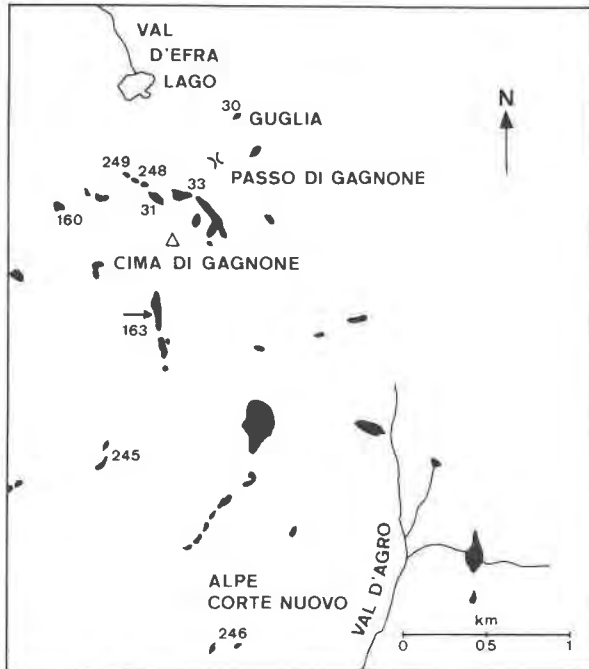 VAL
D'EFRA
LAGO
30
GUGLIA
N
249 248
33
PASSO DI GAGNONE
160
31
CIMA DI GAGNONE
163
245
ALPE
CORTE NUOVO
VAL D'AGRO
246
km
0 0.5 1